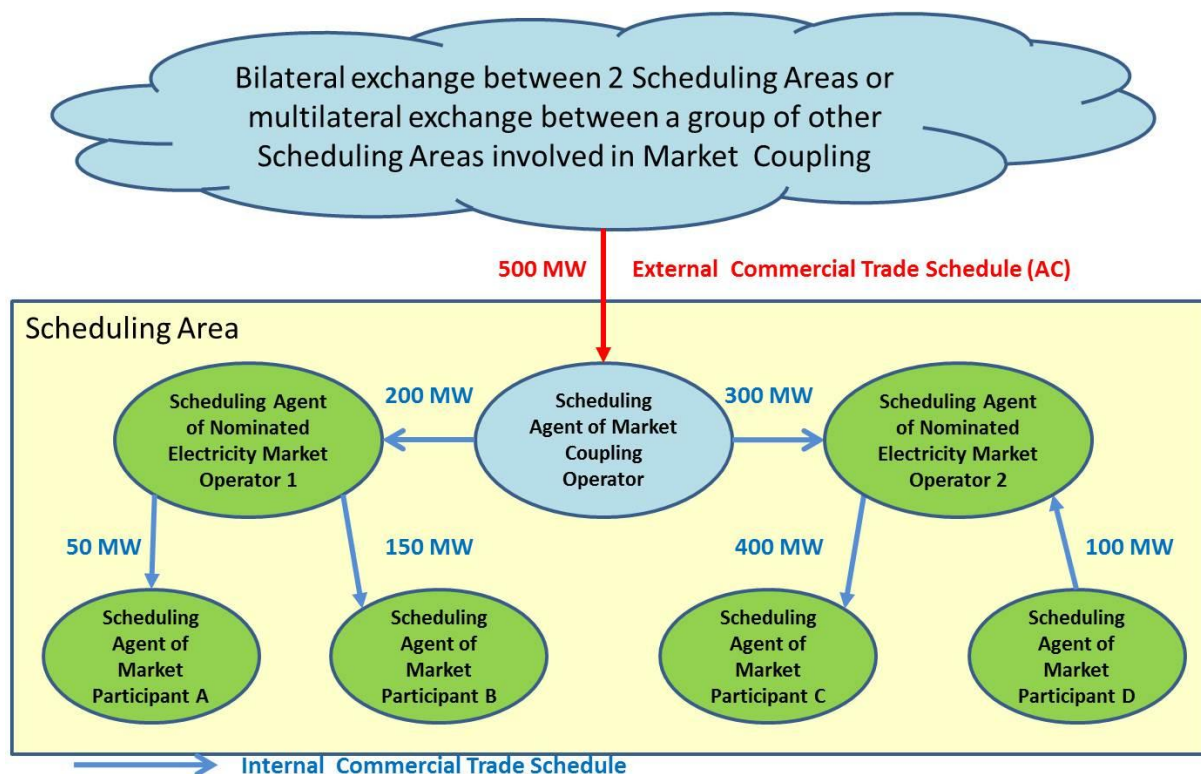 Bilateral exchange between 2 Scheduling Areas or
multilateral exchange between a group of other
Scheduling Areas involved in Market Coupling
500 MW
External Commercial Trade Schedule (AC)
Scheduling Area
Scheduling Agent
of Nominated
Electricity Market
Operator 1
200 MW
Scheduling
Agent of Market
Coupling
Operator
300 MW
Scheduling Agent
of Nominated
Electricity Market
Operator 2
50 MW
150 MW
400 MW
100 MW
Scheduling
Agent of
Market
Participant A
Scheduling
Agent of
Market
Participant B
Scheduling
Agent of
Market
Participant C
Scheduling
Agent of
Market
Participant D
Internal Commercial Trade Schedule